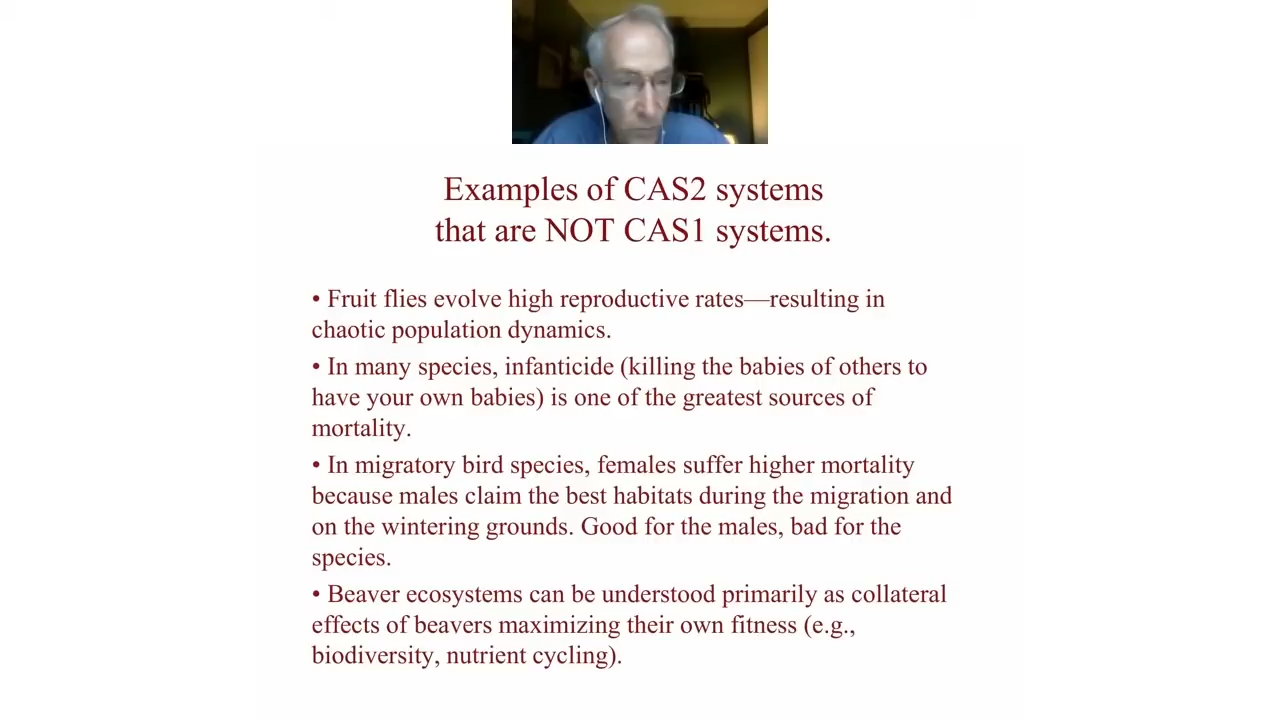 Examples of CAS2 systems
that are NOT CAS1 systems.
• Fruit flies evolve high reproductive rates—resulting in
chaotic population dynamics.
• In many species, infanticide (killing the babies of others to
have your own babies) is one of the greatest sources of
mortality.
• In migratory bird species, females suffer higher mortality
because males claim the best habitats during the migration and
on the wintering grounds. Good for the males, bad for the
species.
• Beaver ecosystems can be understood primarily as collateral
effects of beavers maximizing their own fitness (e.g.,
biodiversity, nutrient cycling).